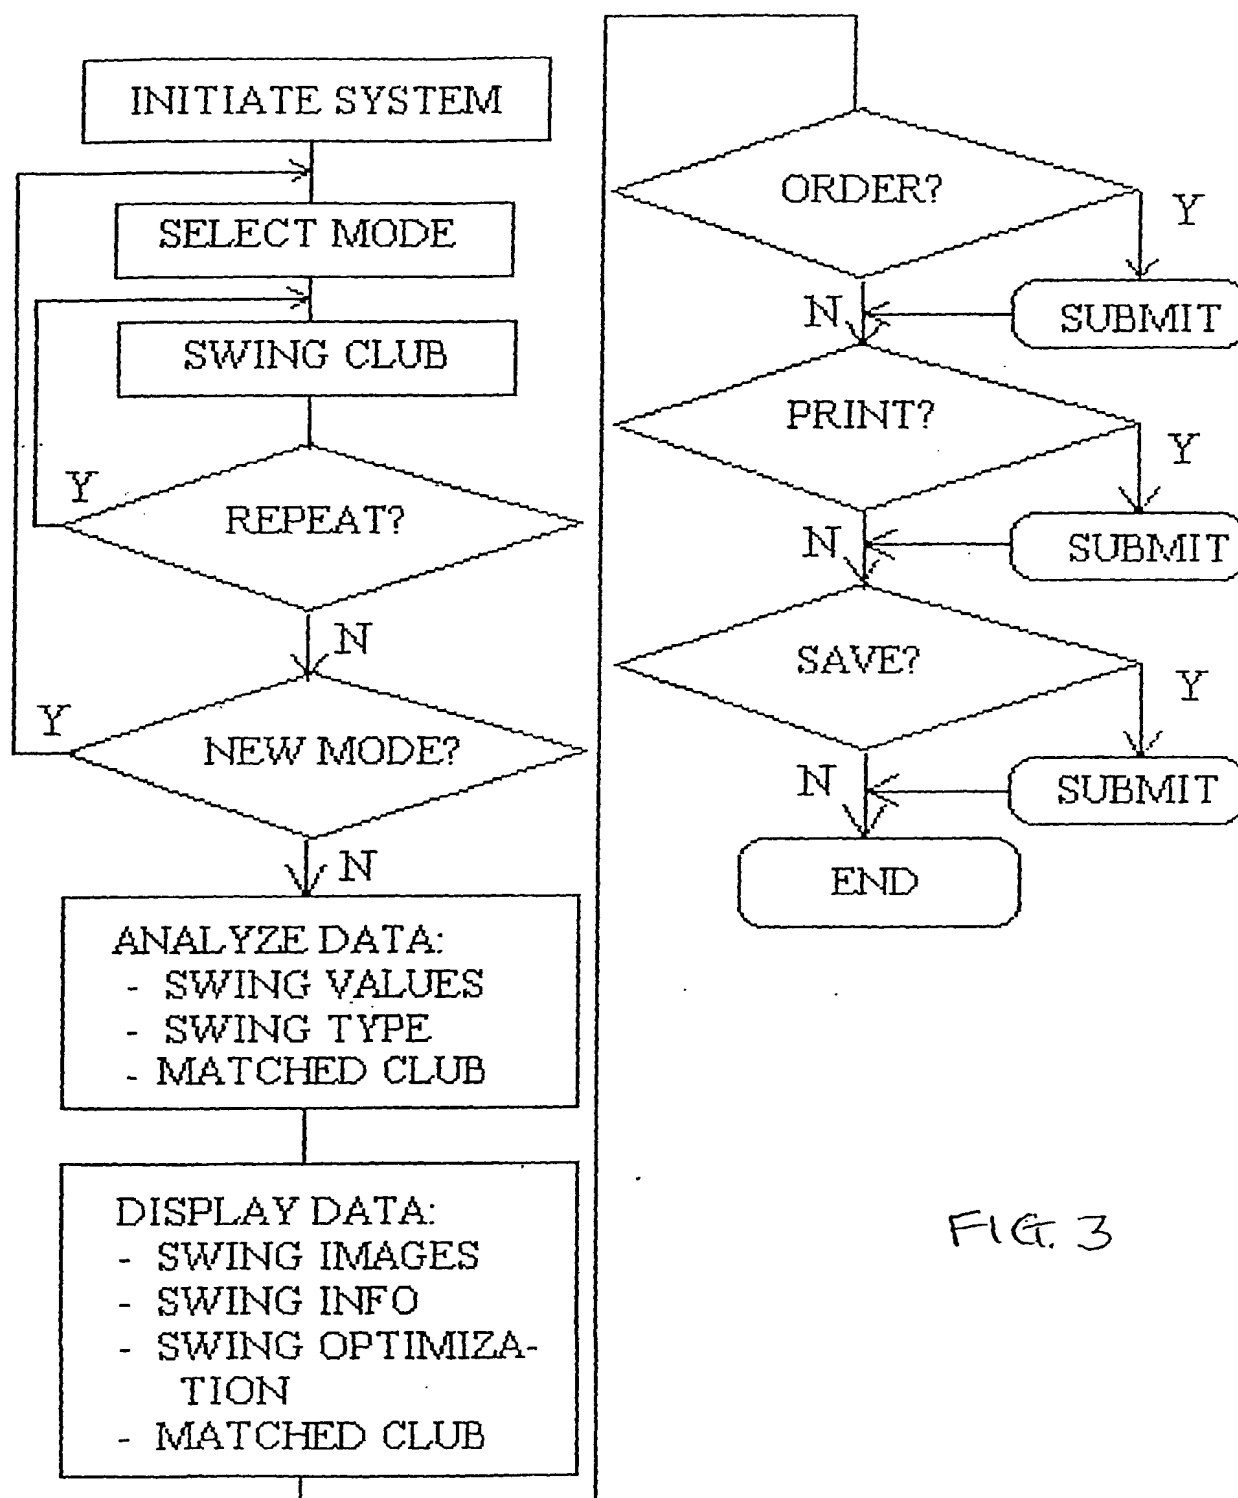 INITIATE SYSTEM
SELECT MODE
SWING CLUB
Y
REPEAT?
N
Y
NEW MODE?
N
ANALYZE DATA:
- SWING VALUES
- SWING TYPE
- MATCHED CLUB
DISPLAY DATA:
- SWING IMAGES
- SWING INFO
- SWING OPTIMIZA-
TION
- MATCHED CLUB
ORDER?
Y
N
SUBMIT
PRINT?
Y
N
SUBMIT
SAVE?
Y
N
SUBMIT
END
FIG. 3